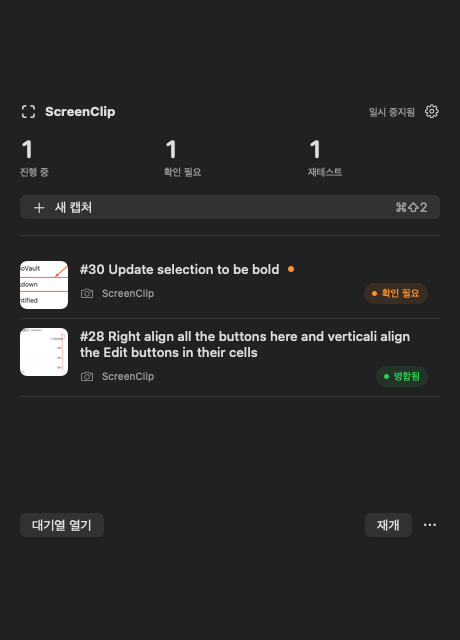 ScreenClip
일시 중지됨
1
1
1
진행 중
확인 필요
재테스트
새 캡처
⌘⇧2
oVault
#30 Update selection to be bold
down
ScreenClip
확인 필요
ntified
#28 Right align all the buttons here and verticali align
the Edit buttons in their cells
ScreenClip
병합됨
대기열 열기
재개